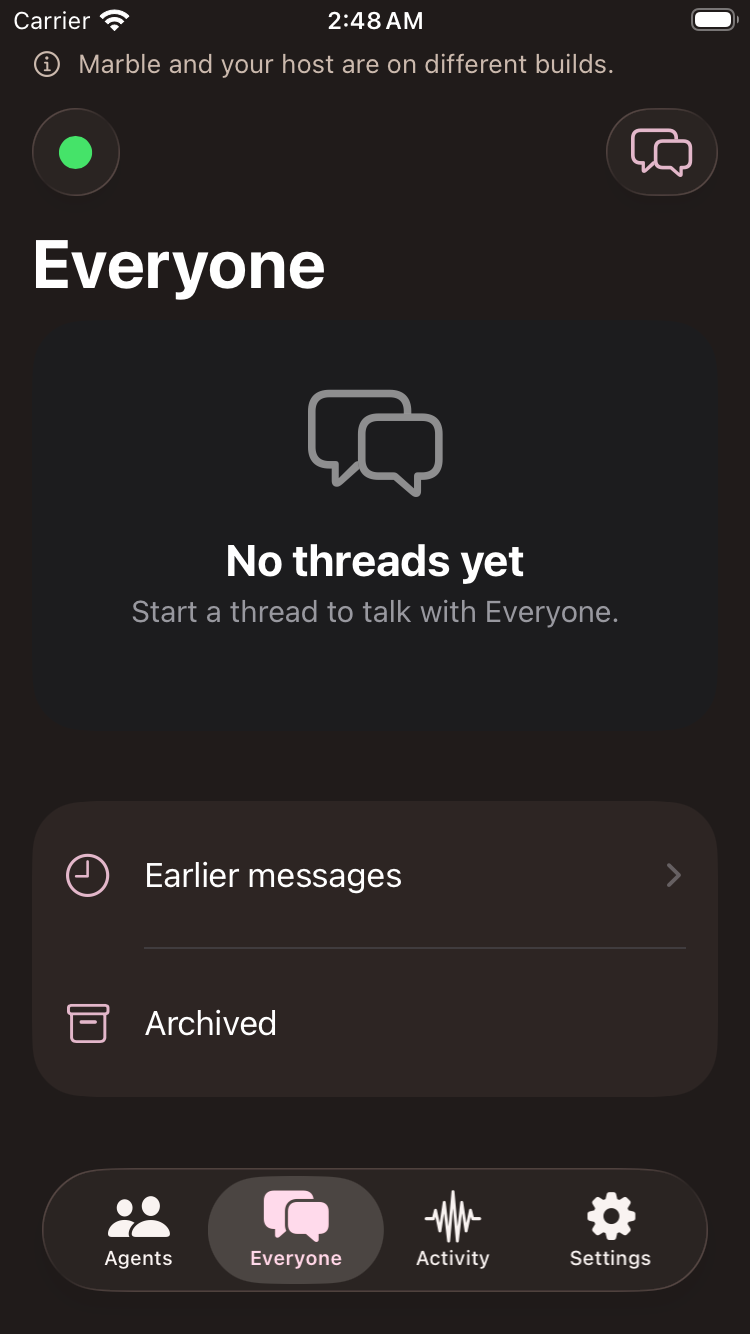 Carrier 2:48 AM
Marble and your host are on different builds.
Everyone
No threads yet
Start a thread to talk with Everyone.
Earlier messages
Archived
Agents Everyone Activity Settings